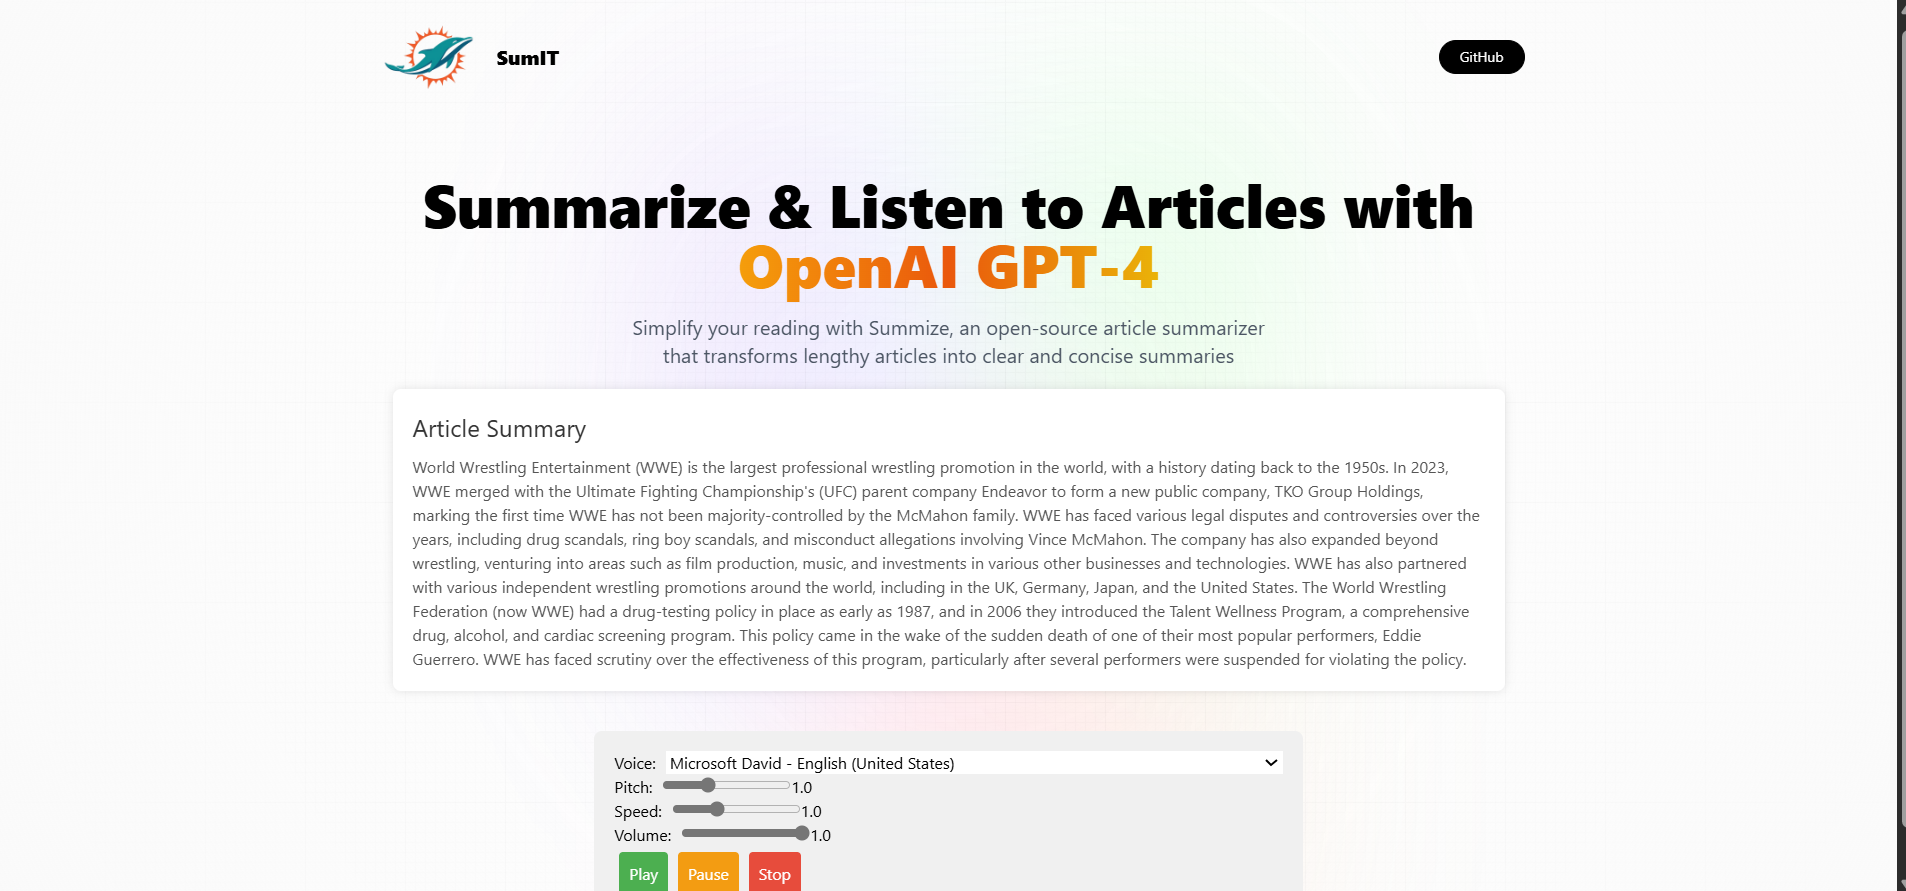 SumIT
GitHub
Summarize & Listen to Articles with
OpenAI GPT-4
Simplify your reading with Summize, an open-source article summarizer
that transforms lengthy articles into clear and concise summaries
Article Summary
World Wrestling Entertainment (WWE) is the largest professional wrestling promotion in the world, with a history dating back to the 1950s. In 2023,
WWE merged with the Ultimate Fighting Championship's (UFC) parent company Endeavor to form a new public company, TKO Group Holdings,
marking the first time WWE has not been majority-controlled by the McMahon family. WWE has faced various legal disputes and controversies over the
years, including drug scandals, ring boy scandals, and misconduct allegations involving Vince McMahon. The company has also expanded beyond
wrestling, venturing into areas such as film production, music, and investments in various other businesses and technologies. WWE has also partnered
with various independent wrestling promotions around the world, including in the UK, Germany, Japan, and the United States. The World Wrestling
Federation (now WWE) had a drug-testing policy in place as early as 1987, and in 2006 they introduced the Talent Wellness Program, a comprehensive
drug, alcohol, and cardiac screening program. This policy came in the wake of the sudden death of one of their most popular performers, Eddie
Guerrero. WWE has faced scrutiny over the effectiveness of this program, particularly after several performers were suspended for violating the policy.
Voice: Microsoft David - English (United States)
Pitch: 1.0
Speed: 1.0
Volume: 1.0
Play Pause Stop